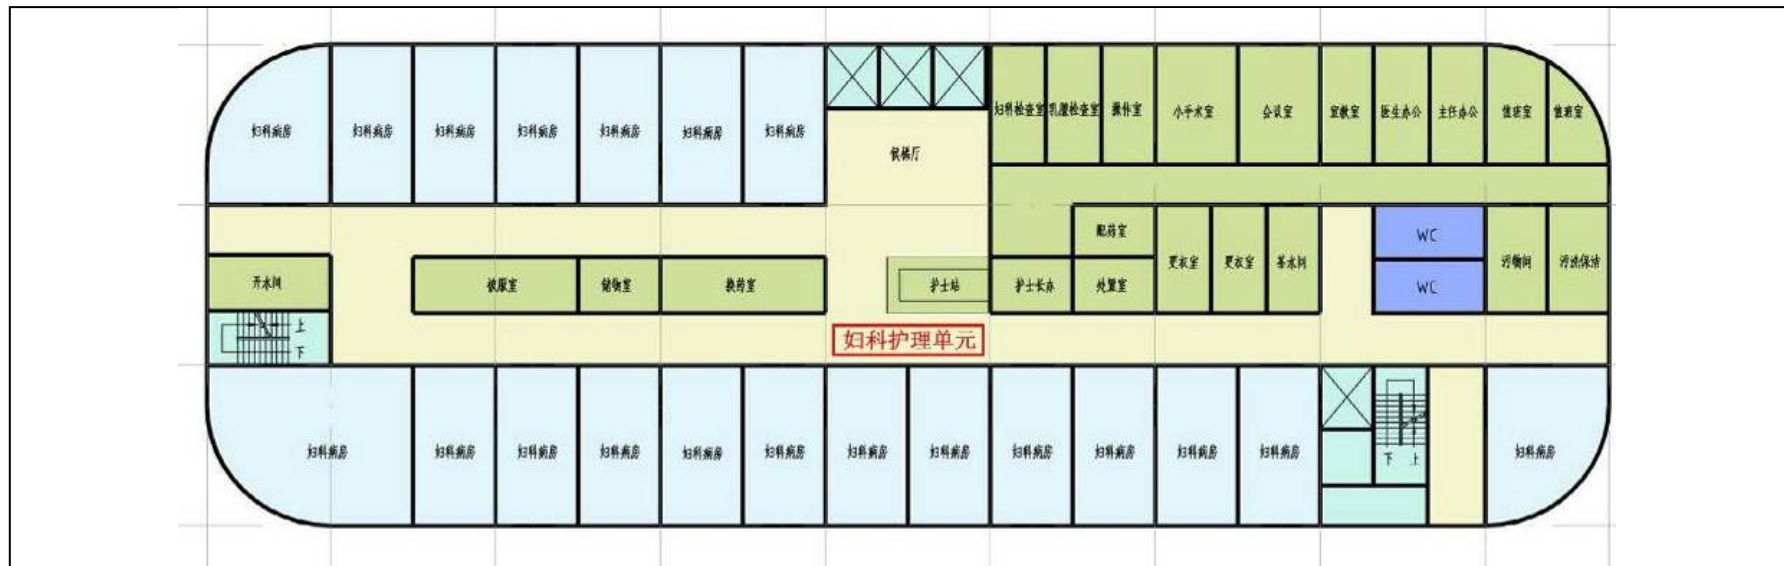 妇科病房 妇科病房 妇科病房 妇科病房 妇科病房 妇科病房 妇科病房
候梯厅
妇科检查室 乳腺检查室 操作室 小手术室 会议室 宣教室 医生办公 主任办公 值班室 值班室
配药室
更衣室 更衣室 茶水间
WC
WC
污物间 污洗保洁
开水间
上
下
被服室 储物室 换药室
护士站
护士长办 处置室
妇科护理单元
妇科病房 妇科病房 妇科病房 妇科病房 妇科病房 妇科病房 妇科病房 妇科病房 妇科病房 妇科病房 妇科病房 妇科病房
下 上
妇科病房